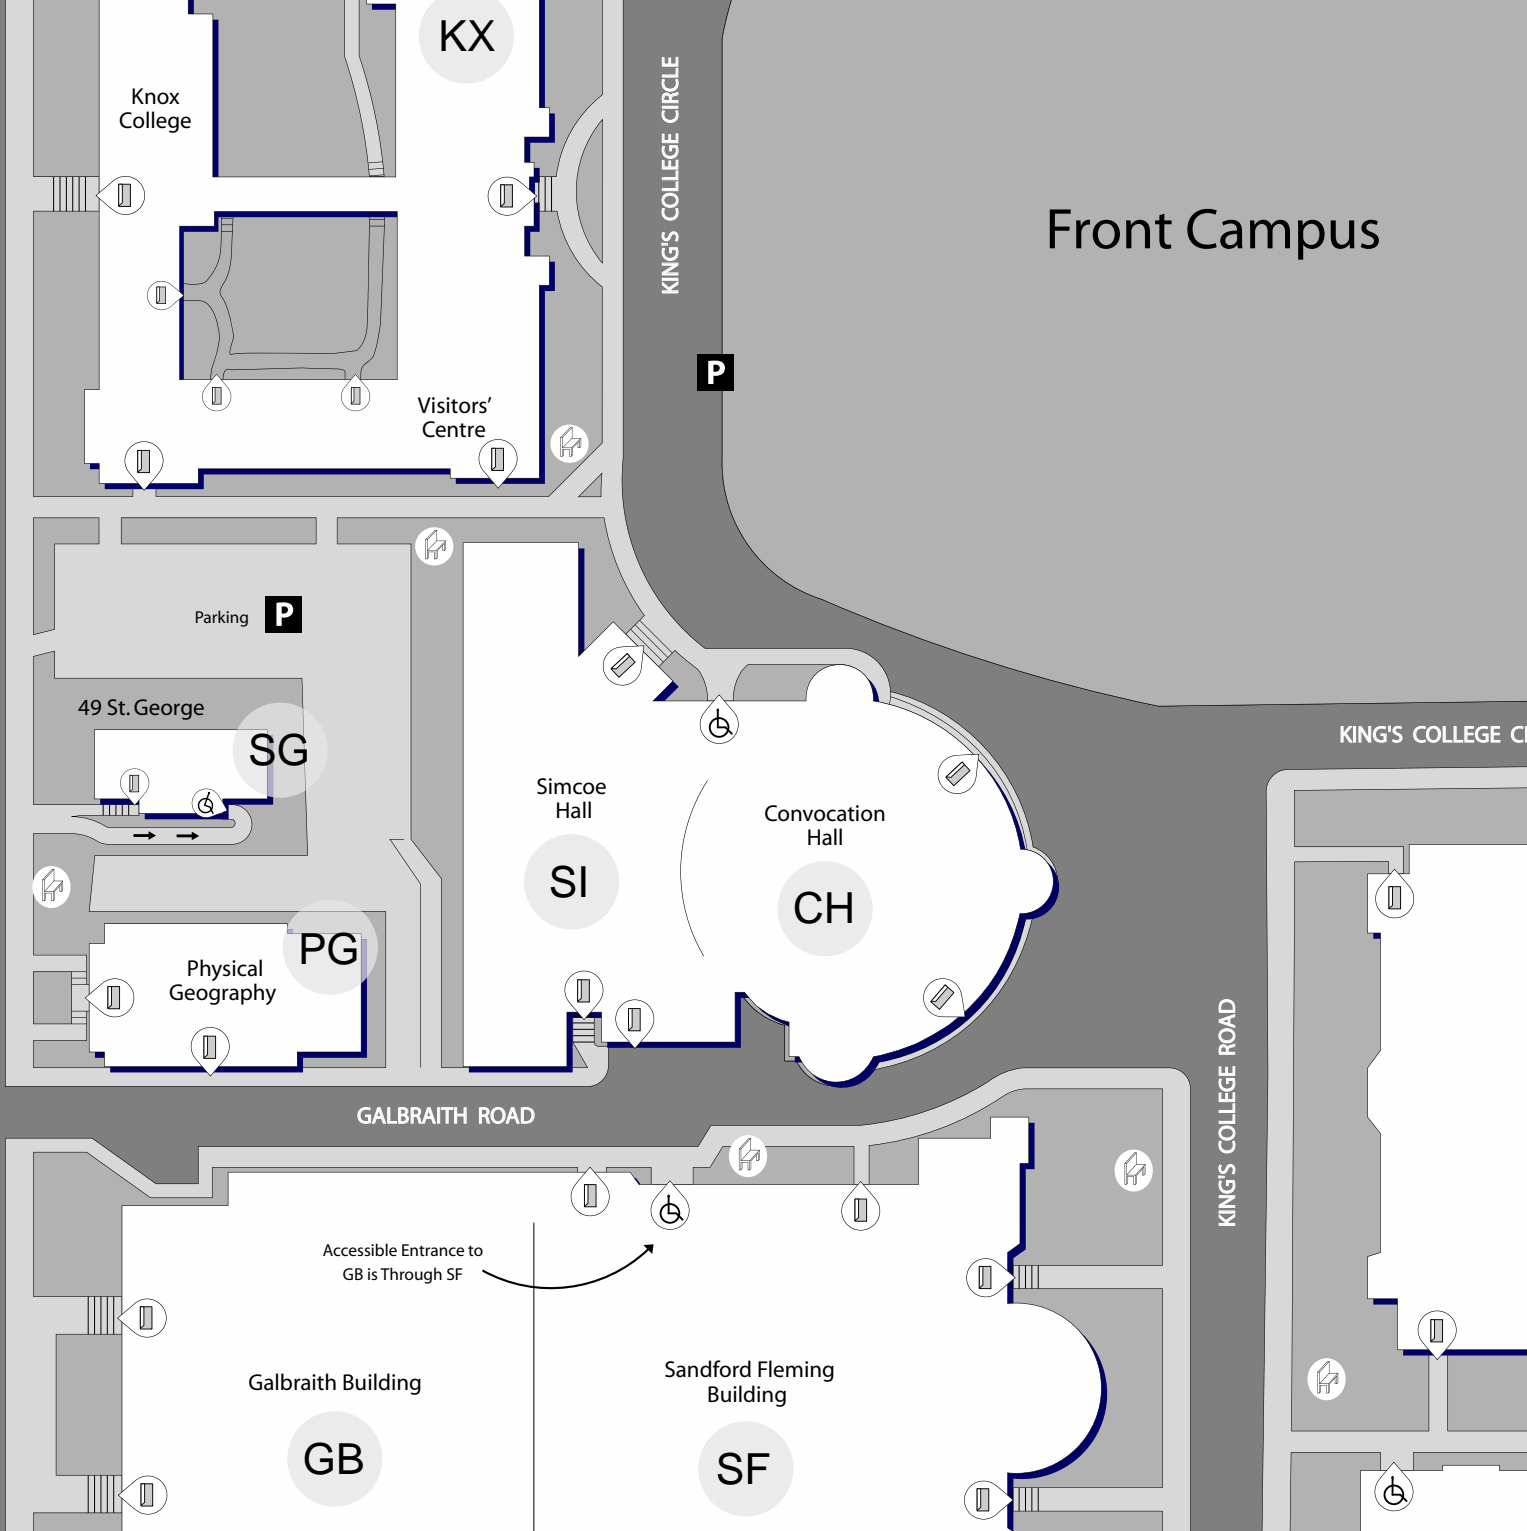 KX
Knox
College
KING'S COLLEGE CIRCLE
Front Campus
P
Visitors'
Centre
Parking P
49 St. George
SG
KING'S COLLEGE CI
Simcoe
Hall
SI
Convocation
Hall
CH
PG
Physical
Geography
KING'S COLLEGE ROAD
GALBRAITH ROAD
Accessible Entrance to
GB is Through SF
Galbraith Building
GB
Sandford Fleming
Building
SF